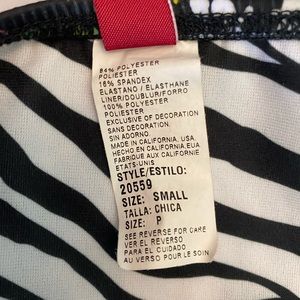 84% POLYESTER
POLIESTER
16% SPANDEX
ELASTANO / ELASTHANE
LINER/DOUBLUR/FORRO
100% POLYESTER
POLIESTER
EXCLUSIVE OF DECORATION
SANS DECORATION.
SIN ADORNO.
MADE IN CALIFORNIA. USA.
HECHO EN CALIFORNIA.EUA
FABRIQUE AUX CALIFORNIA
ETATS-UNIS
STYLE/ESTILO:
20559
SIZE: SMALL
TALLA: CHICA
SIZE: P
SEE REVERSE FOR CARE
VER EL REVERSO
PARA EL CUIDADO
AU VERSO POUR LE SOIN